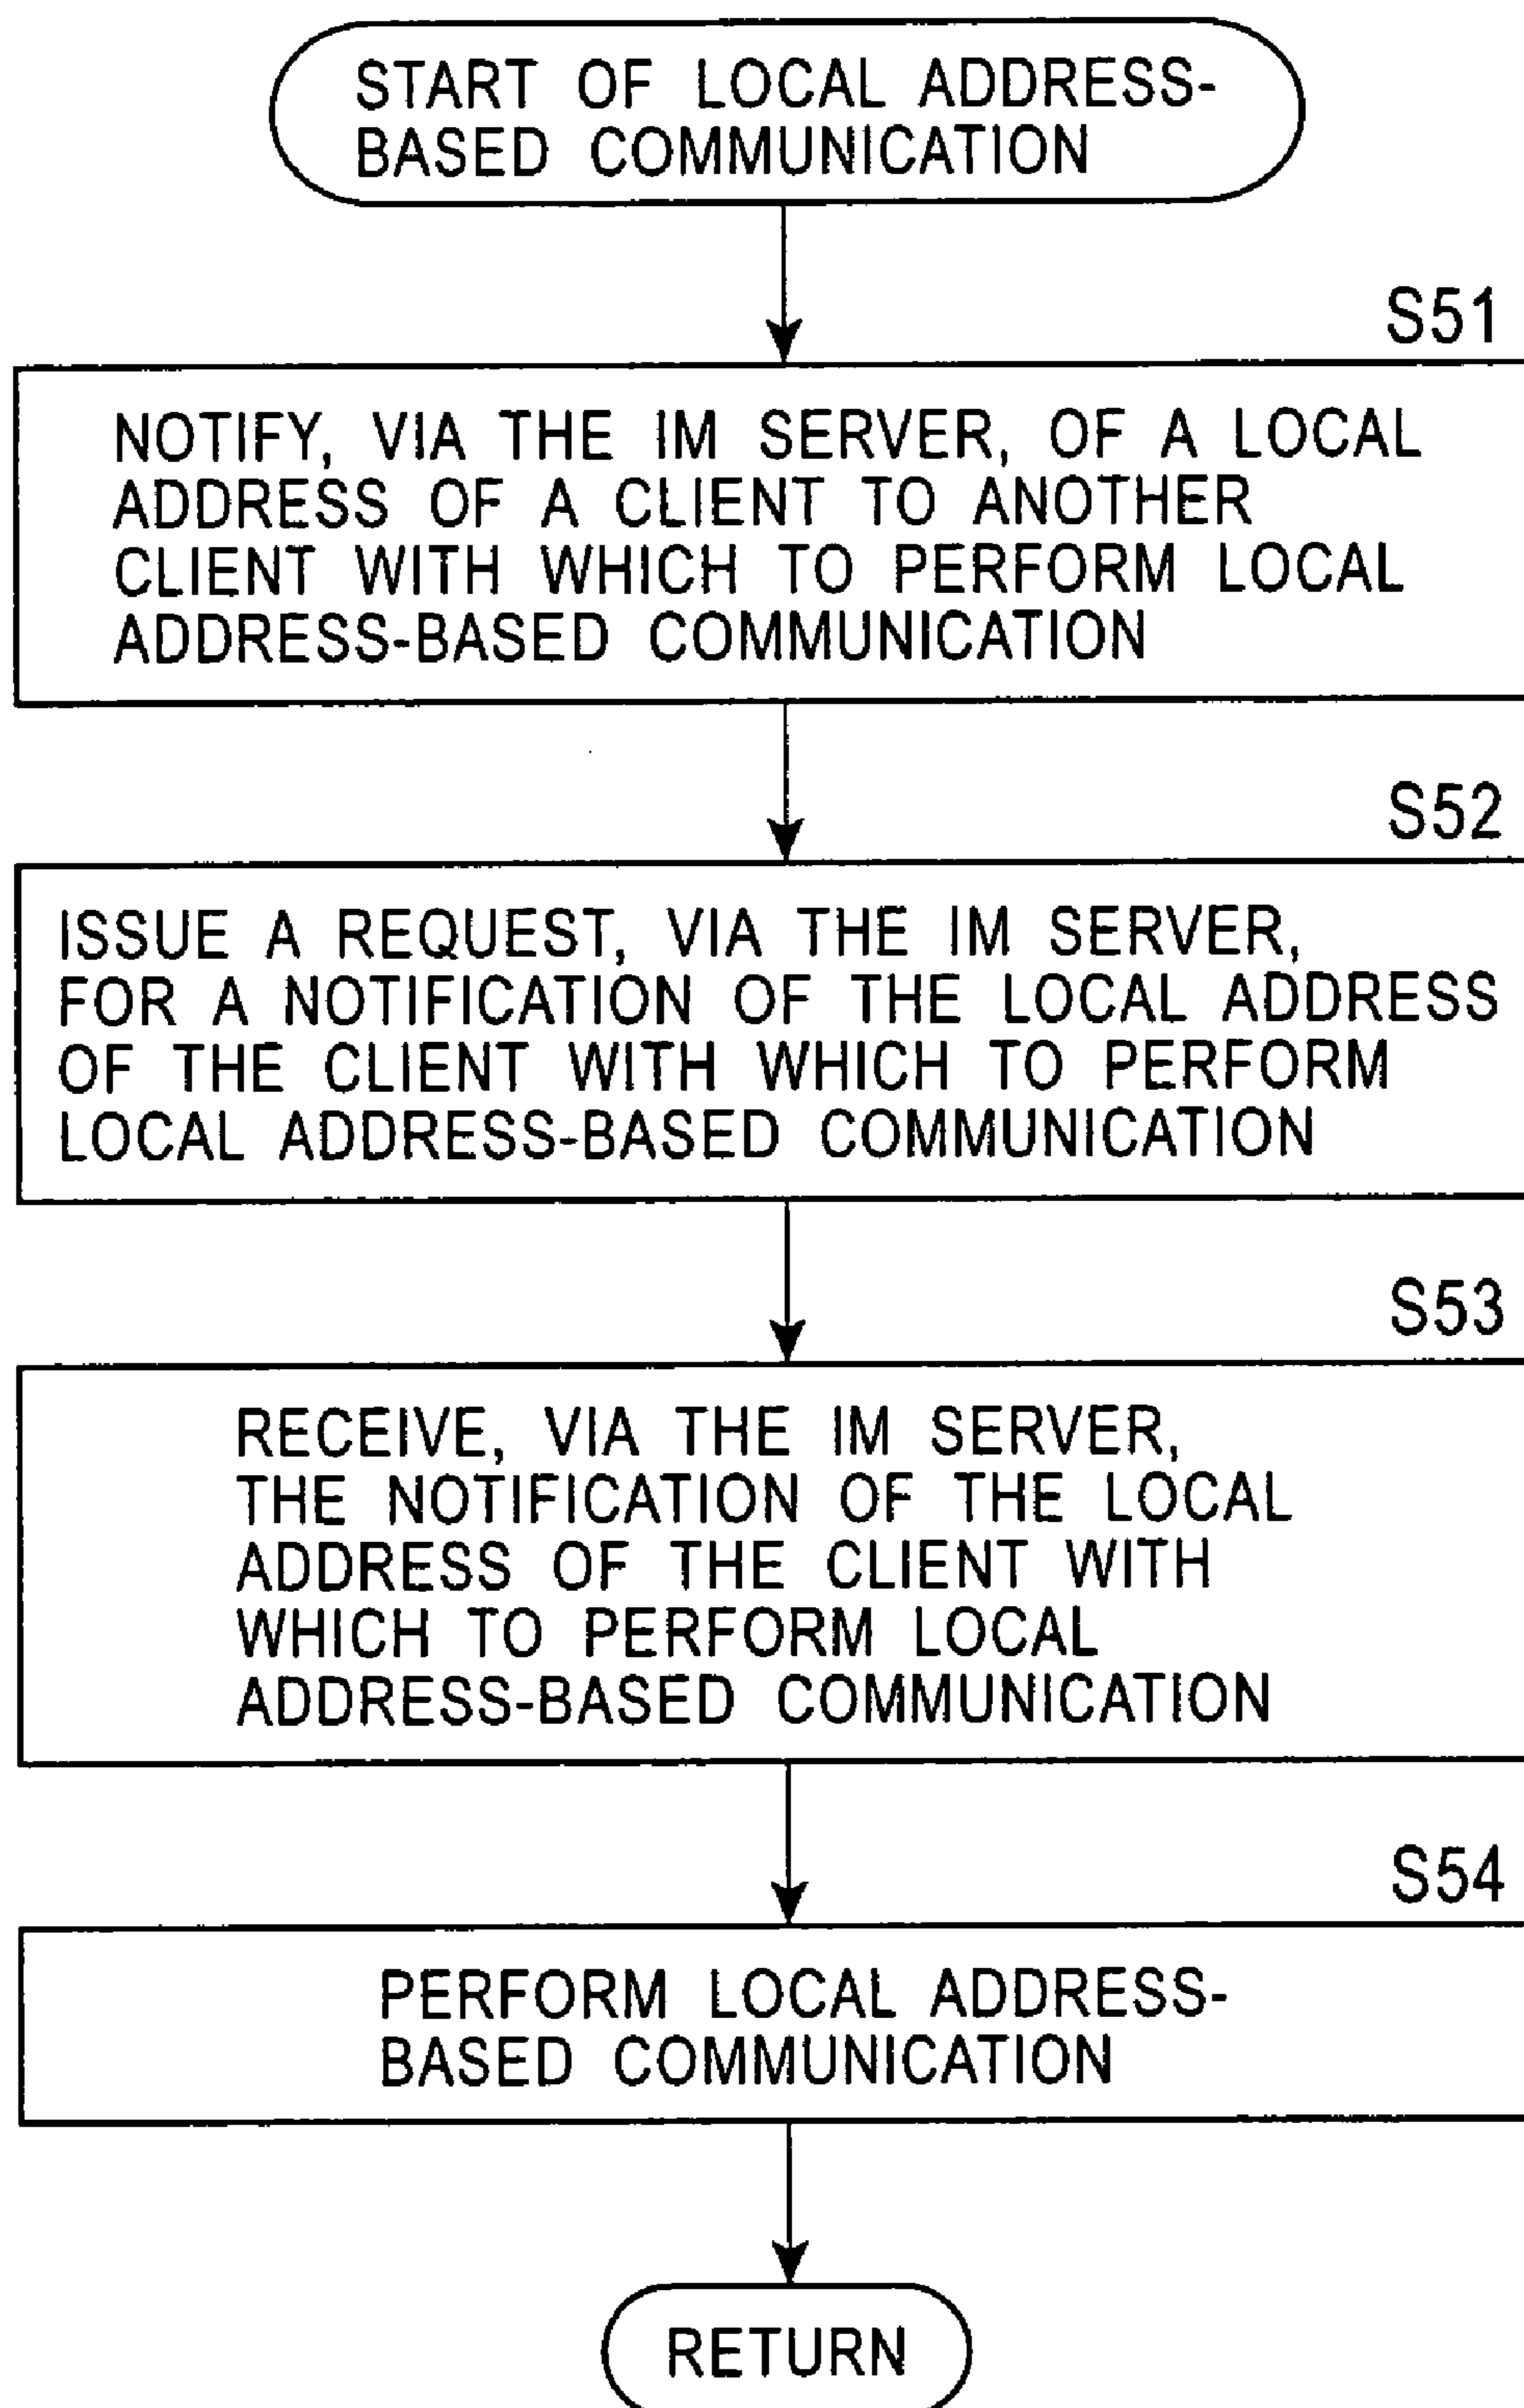 START OF LOCAL ADDRESS-
BASED COMMUNICATION
S51
NOTIFY, VIA THE IM SERVER, OF A LOCAL
ADDRESS OF A CLIENT TO ANOTHER
CLIENT WITH WHICH TO PERFORM LOCAL
ADDRESS-BASED COMMUNICATION
S52
ISSUE A REQUEST, VIA THE IM SERVER,
FOR A NOTIFICATION OF THE LOCAL ADDRESS
OF THE CLIENT WITH WHICH TO PERFORM
LOCAL ADDRESS-BASED COMMUNICATION
S53
RECEIVE, VIA THE IM SERVER,
THE NOTIFICATION OF THE LOCAL
ADDRESS OF THE CLIENT WITH
WHICH TO PERFORM LOCAL
ADDRESS-BASED COMMUNICATION
S54
PERFORM LOCAL ADDRESS-
BASED COMMUNICATION
RETURN